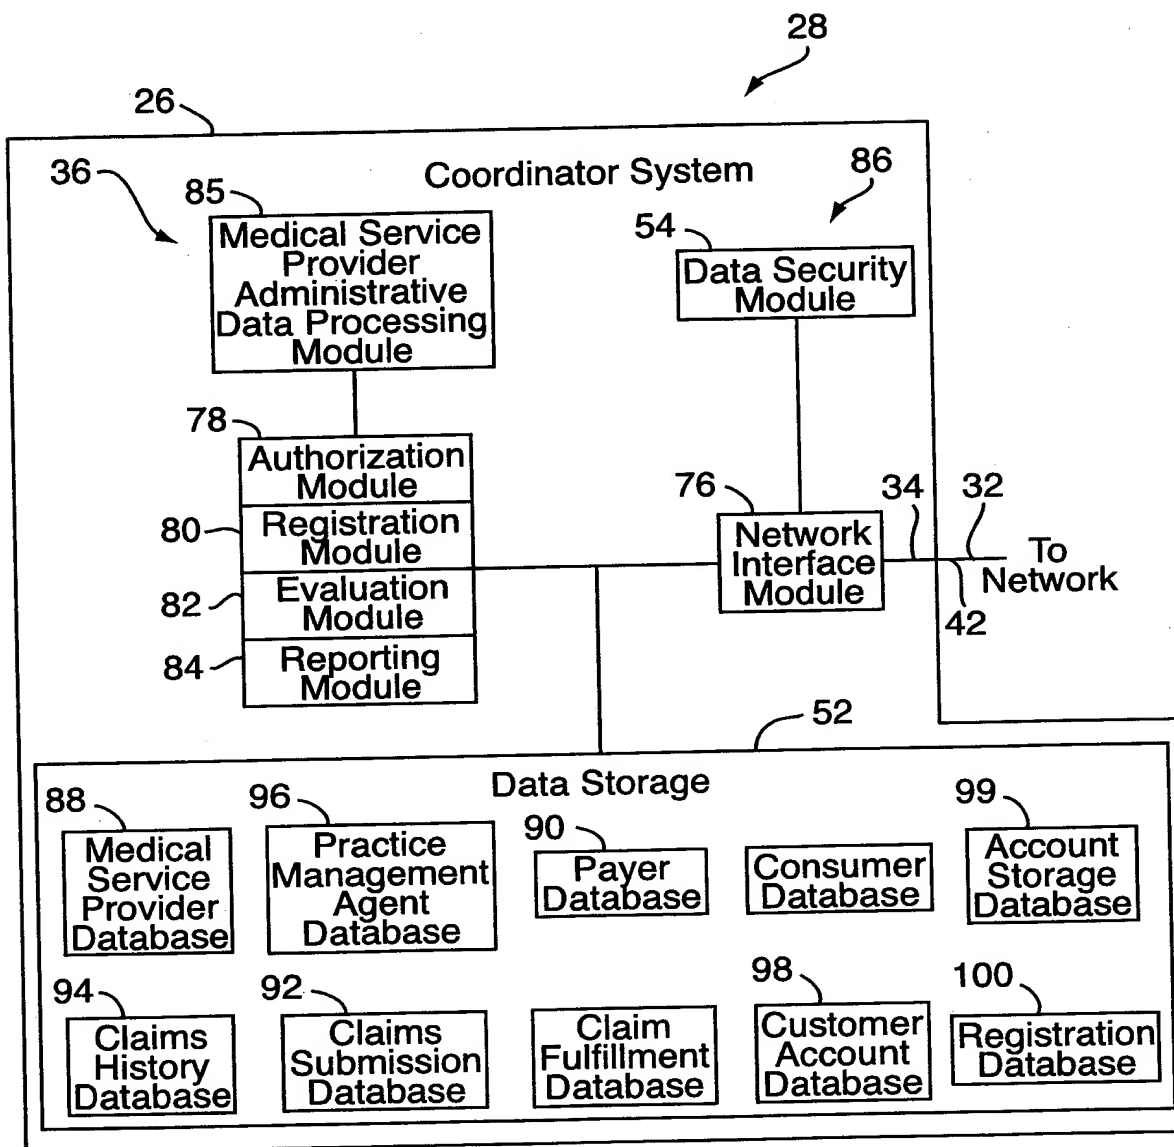 28
26
Coordinator System
36
85
86
Medical Service
Provider
Administrative
Data Processing
Module
54
Data Security
Module
78
Authorization
Module
80
Registration
Module
82
Evaluation
Module
84
Reporting
Module
76
Network
Interface
Module
34
32
To
Network
42
52
Data Storage
88
Medical
Service
Provider
Database
96
Practice
Management
Agent
Database
90
Payer
Database
Consumer
Database
99
Account
Storage
Database
94
Claims
History
Database
92
Claims
Submission
Database
Claim
Fulfillment
Database
98
Customer
Account
Database
100
Registration
Database